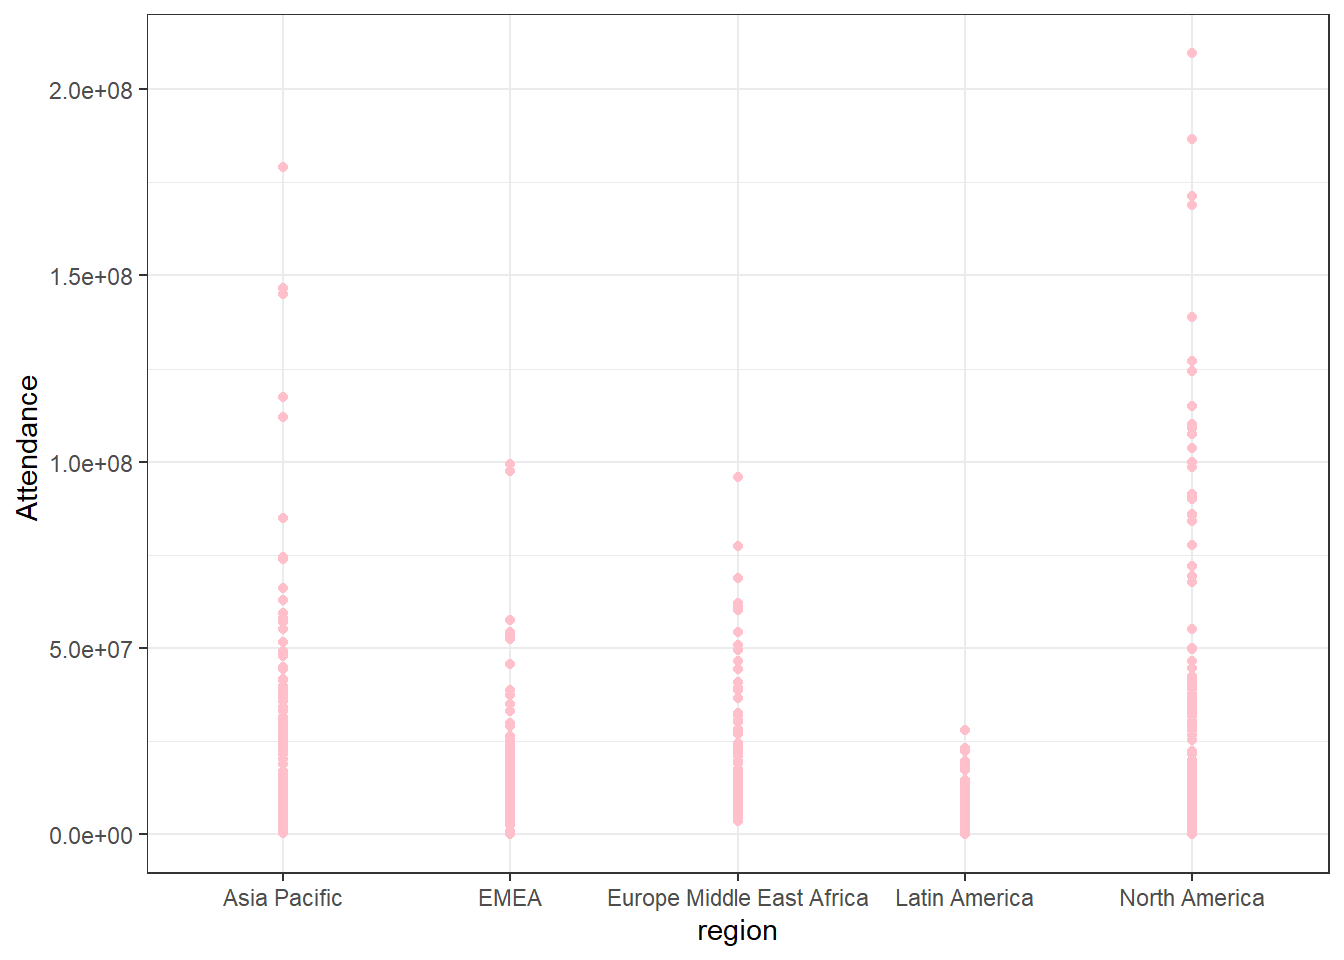 2.0e+08
1.5e+08
1.0e+08
5.0e+07
0.0e+00
Attendance
Asia Pacific EMEA Europe Middle East Africa Latin America North America
region